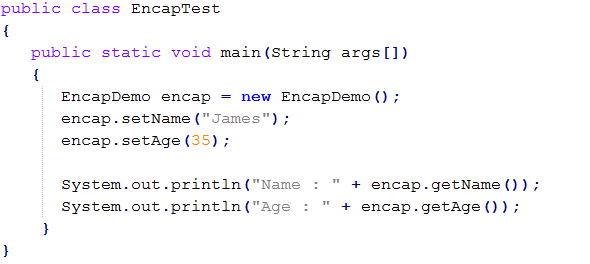 public class EncapTest
{
public static void main(String args[])
{
EncapDemo encap = new EncapDemo();
encap.setName("James");
encap.setAge(35);
System.out.println("Name : " + encap.getName());
System.out.println("Age : " + encap.getAge());
}
}